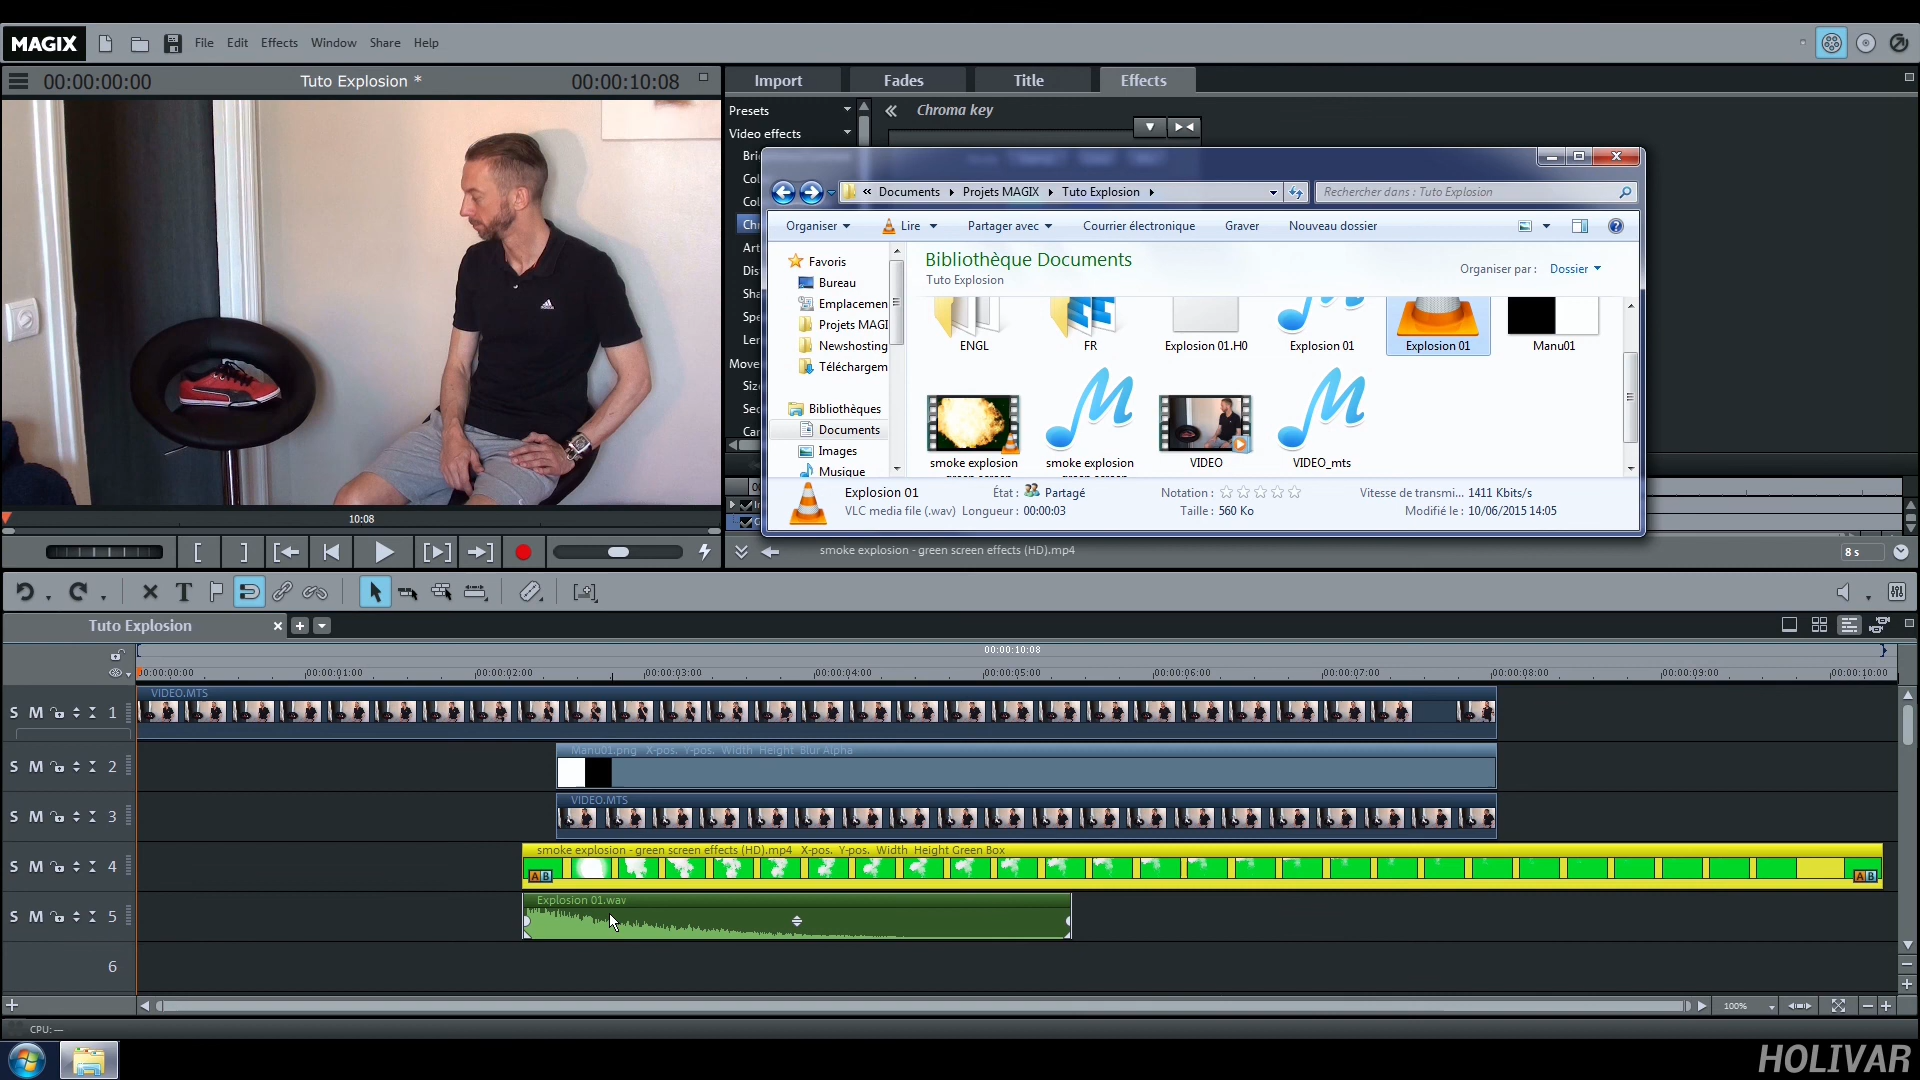 MAGIX File Edit Effects Window Share Help
00:00:00:00 Tuto Explosion * 00:00:10:08
Import Fades Title Effects
Presets
Chroma key
Video effects
Documents Projets MAGIX Tuto Explosion
Rechercher dans : Tuto Explosion
Organiser Lire Partager avec Courrier électronique Graver Nouveau dossier
Favoris
Bureau
Emplacemen
Projets MAGI
Newshosting
Téléchargem
Bibliothèques
Documents
Images
Musique
Bibliothèque Documents
Tuto Explosion
Organiser par : Dossier
ENGL FR Explosion 01.H0 Explosion 01 Explosion 01 Manu01
smoke explosion smoke explosion VIDEO VIDEO_mts
Explosion 01 État : Partagé Notation : Vitesse de transmi... 1411 Kbits/s
VLC media file (.wav) Longueur : 00:00:03 Taille : 560 Ko Modifié le : 10/06/2015 14:05
Bri
Col
Col
Ch
Art
Dis
Sha
Spe
Len
Move
Siz
Sec
Car
10:08
smoke explosion - green screen effects (HD).mp4
8 s
Tuto Explosion
00:00:10:08
00:00:00:00 00:00:01:00 00:00:02:00 00:00:03:00 00:00:04:00 00:00:05:00 00:00:06:00 00:00:07:00 00:00:08:00 00:00:09:00 00:00:10:00
VIDEO.MTS
S M 1
Manu01.png X-pos. Y-pos. Width Height Blur Alpha
S M 2
VIDEO.MTS
S M 3
smoke explosion - green screen effects (HD).mp4 X-pos. Y-pos. Width Height Green Box
S M 4
AB AB
Explosion 01.wav
S M 5
6
100%
CPU: —
HOLIVAR